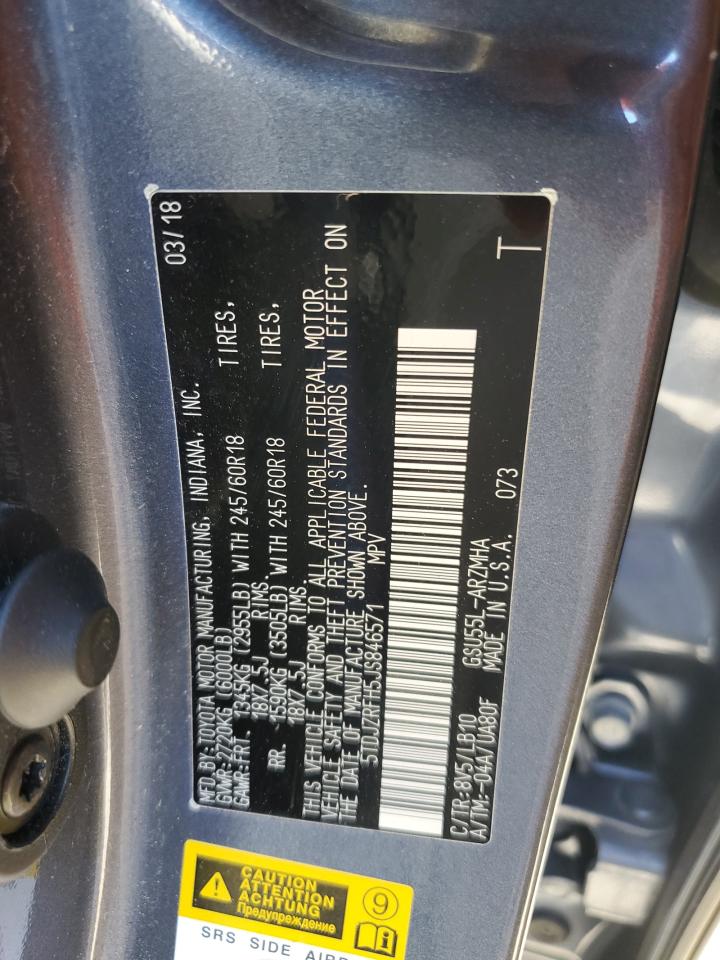 03/18
MFD.BY:TOYOTA MOTOR MANUFACTURING, INDIANA, INC.
GVWR:2720KG (6000LB)
GAWR:FRT. 1345KG (2955LB) WITH 245/60R18 TIRES,
18X7.5J RIMS.
RR. 1590KG (3505LB) WITH 245/60R18 TIRES,
18X7.5J RIMS.
THIS VEHICLE CONFORMS TO ALL APPLICABLE FEDERAL MOTOR
VEHICLE SAFETY AND THEFT PREVENTION STANDARDS IN EFFECT ON
THE DATE OF MANUFACTURE SHOWN ABOVE.
5TDJZRFH5JS846571 MPV
C/TR:8V5/LB10 GSU55L-ARZMHA
A/TM:-04A/UA80F MADE IN U.S.A. 073 T
CAUTION
ATTENTION
ACHTUNG
Предупреждение
9
SRS SIDE AIRB